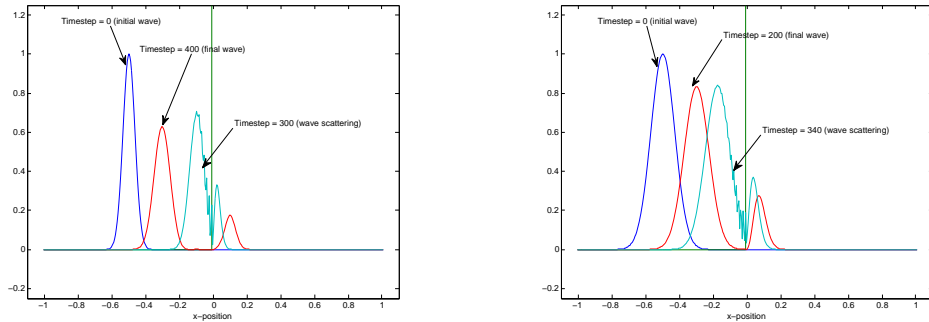 1.2
1
0.8
0.6
0.4
0.2
0
−0.2
Timestep = 0 (initial wave)
Timestep = 400 (final wave)
Timestep = 300 (wave scattering)
−1 −0.8 −0.6 −0.4 −0.2 0 0.2 0.4 0.6 0.8 1
x−position
1.2
1
0.8
0.6
0.4
0.2
0
−0.2
Timestep = 0 (initial wave)
Timestep = 200 (final wave)
Timestep = 340 (wave scattering)
−1 −0.8 −0.6 −0.4 −0.2 0 0.2 0.4 0.6 0.8 1
x−position